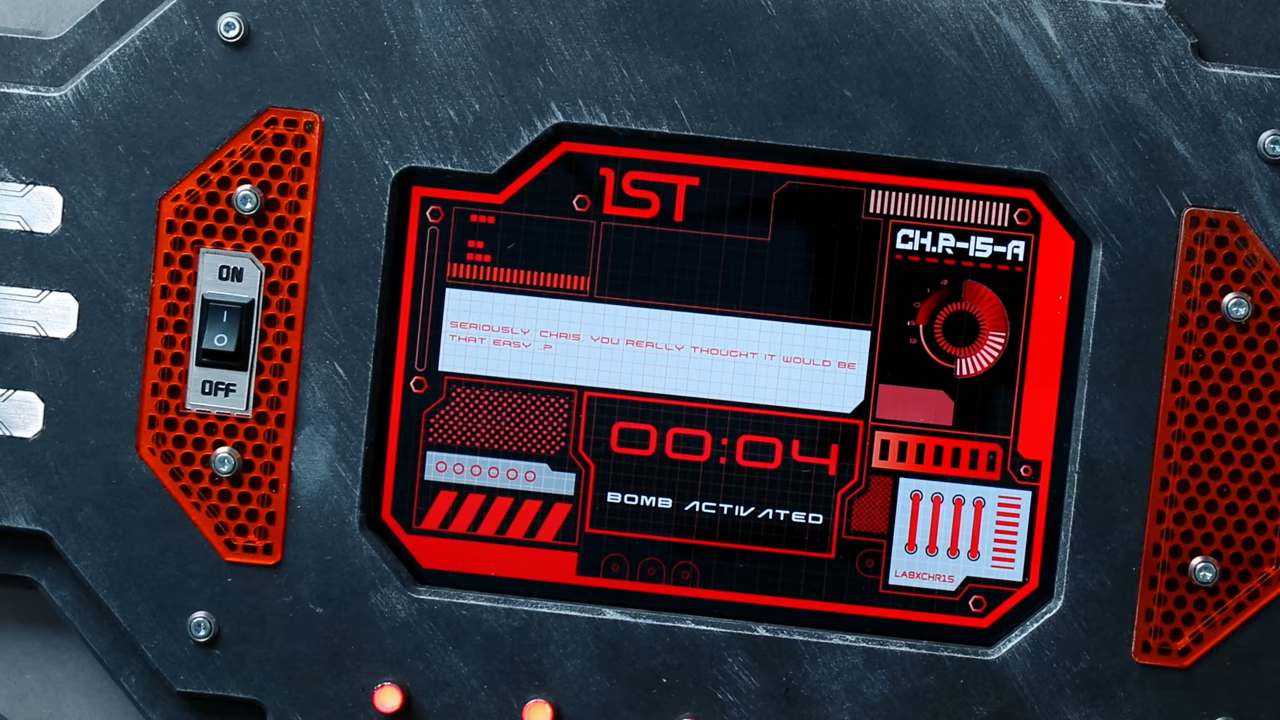 1ST
CH.R-15-A
ON
I
O
OFF
SERIOUSLY, CHRIS, YOU REALLY THOUGHT IT WOULD BE
THAT EASY _?
00:04
BOMB ACTIVATED
LABXCHR1S